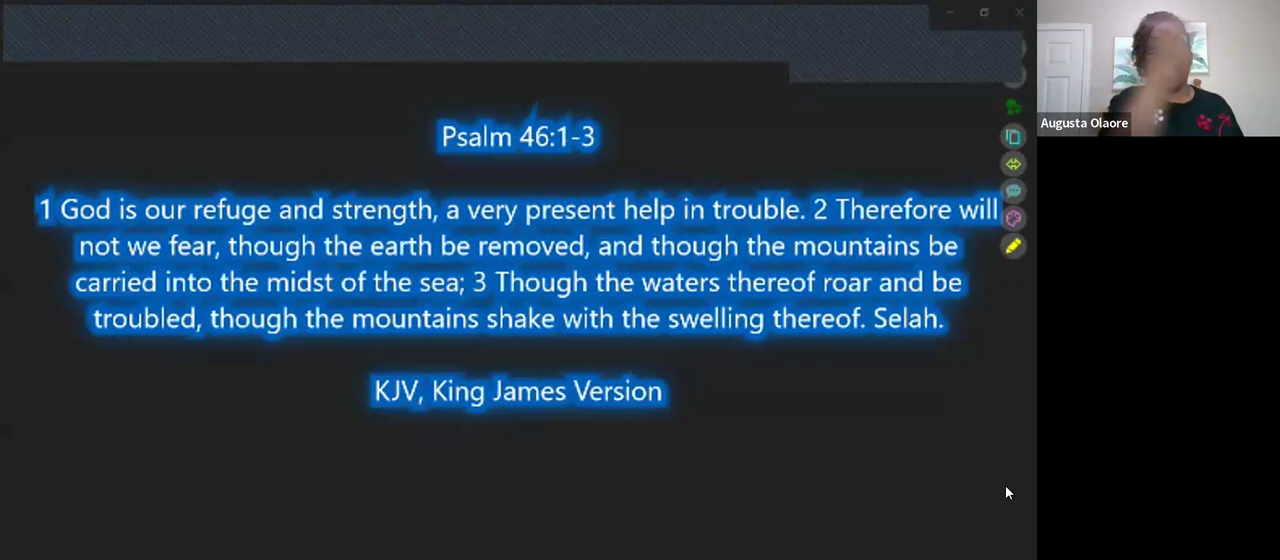 Psalm 46:1-3
1 God is our refuge and strength, a very present help in trouble. 2 Therefore will
not we fear, though the earth be removed, and though the mountains be
carried into the midst of the sea; 3 Though the waters thereof roar and be
troubled, though the mountains shake with the swelling thereof. Selah.
KJV, King James Version
Augusta Olaore